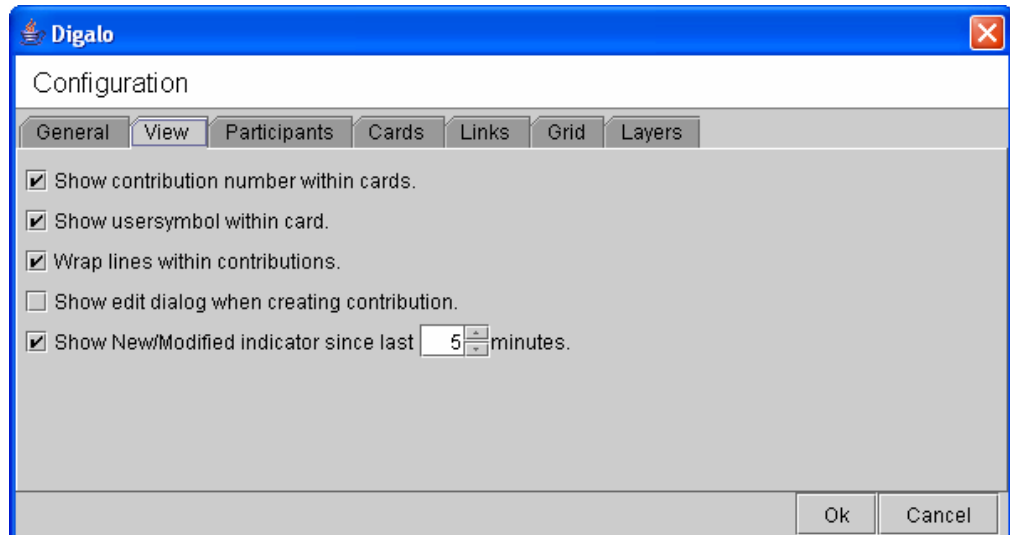 Digalo
Configuration
General View Participants Cards Links Grid Layers
Show contribution number within cards.
Show usersymbol within card.
Wrap lines within contributions.
Show edit dialog when creating contribution.
Show New/Modified indicator since last 5 minutes.
Ok Cancel